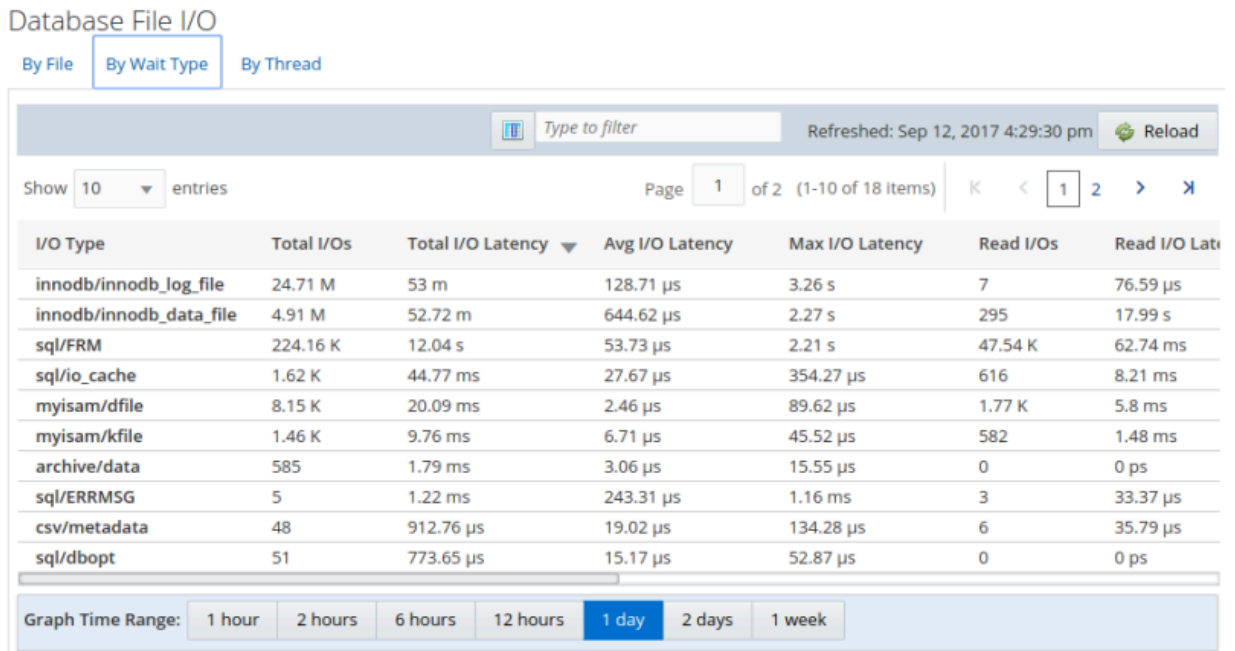 Database File I/O
By File By Wait Type By Thread
Type to filter Refreshed: Sep 12, 2017 4:29:30 pm Reload
Show 10 entries Page 1 of 2 (1-10 of 18 items) 1 2
I/O Type Total I/Os Total I/O Latency Avg I/O Latency Max I/O Latency Read I/Os Read I/O Late
innodb/innodb_log_file 24.71 M 53 m 128.71 µs 3.26 s 7 76.59 µs
innodb/innodb_data_file 4.91 M 52.72 m 644.62 µs 2.27 s 295 17.99 s
sql/FRM 224.16 K 12.04 s 53.73 µs 2.21 s 47.54 K 62.74 ms
sql/io_cache 1.62 K 44.77 ms 27.67 µs 354.27 µs 616 8.21 ms
myisam/dfile 8.15 K 20.09 ms 2.46 µs 89.62 µs 1.77 K 5.8 ms
myisam/kfile 1.46 K 9.76 ms 6.71 µs 45.52 µs 582 1.48 ms
archive/data 585 1.79 ms 3.06 µs 15.55 µs 0 0 ps
sql/ERRMSG 5 1.22 ms 243.31 µs 1.16 ms 3 33.37 µs
csv/metadata 48 912.76 µs 19.02 µs 134.28 µs 6 35.79 µs
sql/dbopt 51 773.65 µs 15.17 µs 52.87 µs 0 0 ps
Graph Time Range: 1 hour 2 hours 6 hours 12 hours 1 day 2 days 1 week